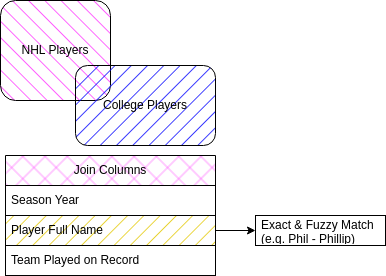 NHL Players
College Players
Join Columns
Season Year
Player Full Name
Exact & Fuzzy Match
(e.g. Phil - Phillip)
Team Played on Record